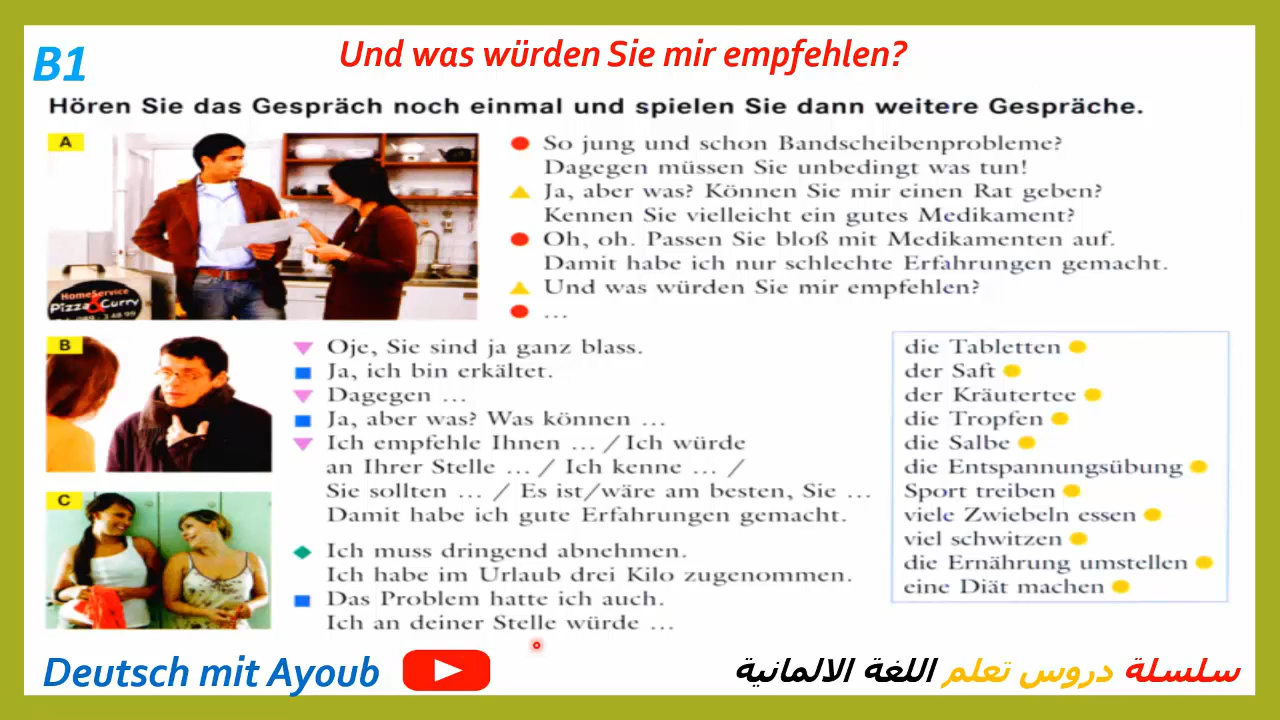 B1
Und was würden Sie mir empfehlen?
Hören Sie das Gespräch noch einmal und spielen Sie dann weitere Gespräche.
A
So jung und schon Bandscheibenprobleme?
Dagegen müssen Sie unbedingt was tun!
Ja, aber was? Können Sie mir einen Rat geben?
Kennen Sie vielleicht ein gutes Medikament?
Oh, oh. Passen Sie bloß mit Medikamenten auf.
Damit habe ich nur schlechte Erfahrungen gemacht.
Und was würden Sie mir empfehlen?
...
HomeService
Pizza & Curry
B
Oje, Sie sind ja ganz blass.
Ja, ich bin erkältet.
Dagegen ...
Ja, aber was? Was können ...
Ich empfehle Ihnen ... / Ich würde
an Ihrer Stelle ... / Ich kenne ... /
Sie sollten ... / Es ist/wäre am besten, Sie ...
Damit habe ich gute Erfahrungen gemacht.
C
Ich muss dringend abnehmen.
Ich habe im Urlaub drei Kilo zugenommen.
Das Problem hatte ich auch.
Ich an deiner Stelle würde ...
die Tabletten
der Saft
der Kräutertee
die Tropfen
die Salbe
die Entspannungsübung
Sport treiben
viele Zwiebeln essen
viel schwitzen
die Ernährung umstellen
eine Diät machen
Deutsch mit Ayoub
سلسلة دروس تعلم اللغة الالمانية